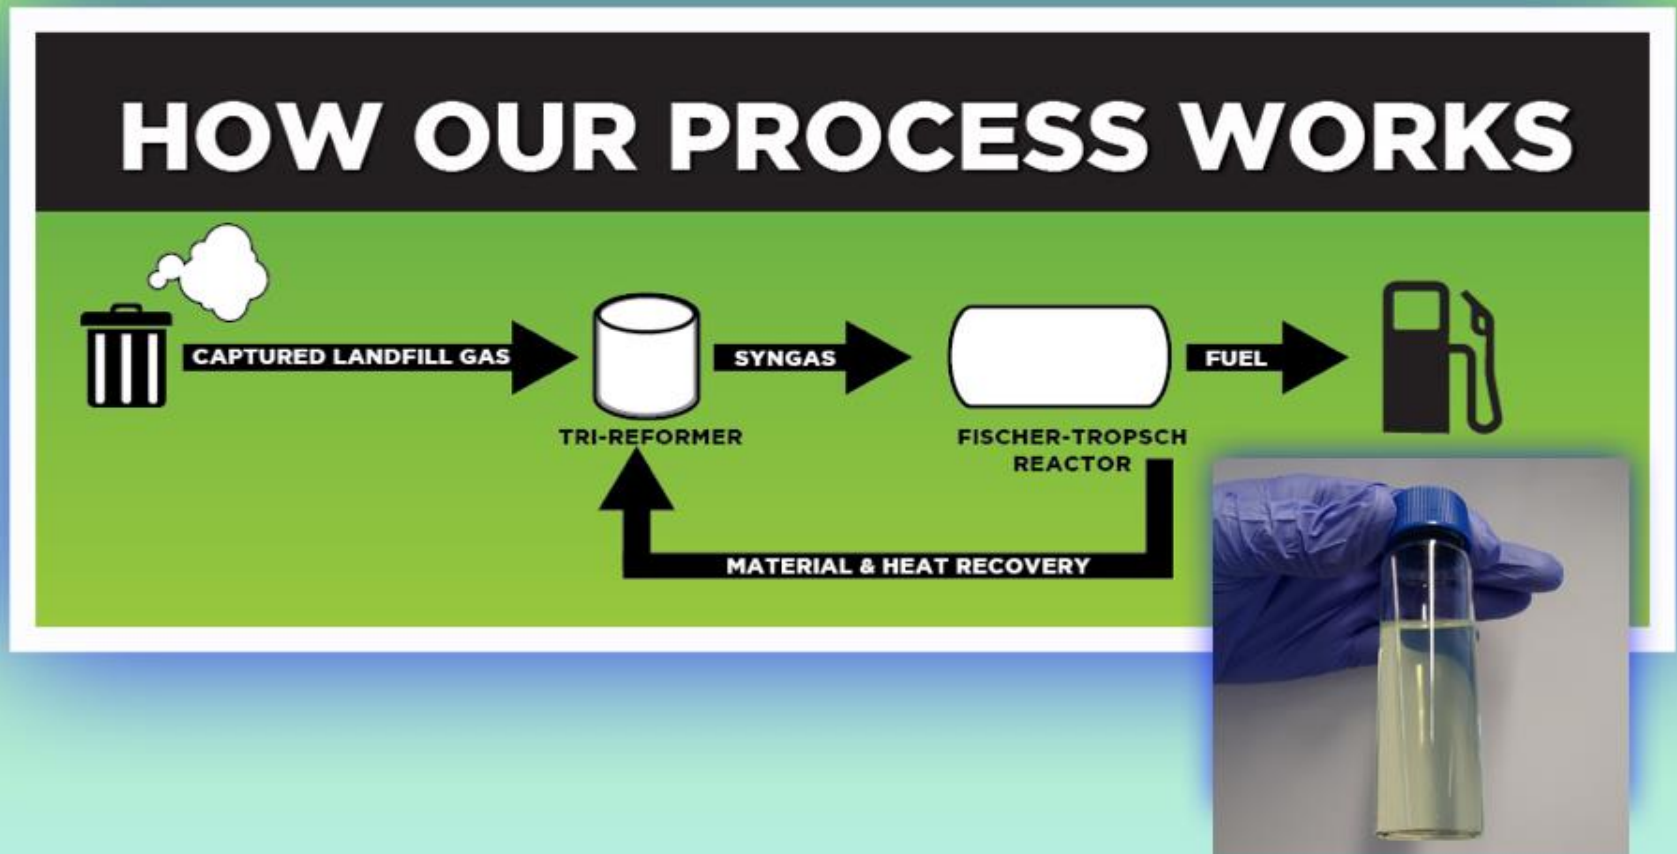 HOW OUR PROCESS WORKS
CAPTURED LANDFILL GAS
SYNGAS
FUEL
TRI-REFORMER
FISCHER-TROPSCH
REACTOR
MATERIAL & HEAT RECOVERY